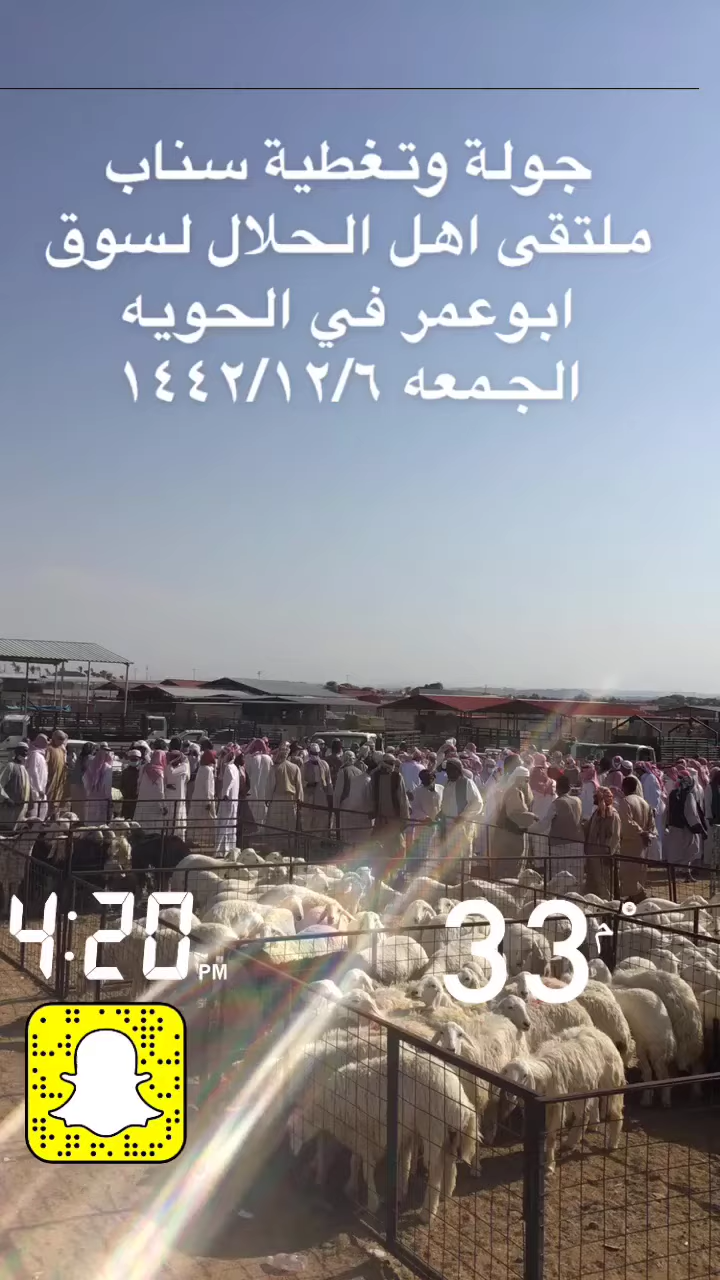 جولة وتغطية سناب
ملتقى اهل الحلال لسوق
ابوعمر في الحويه
الجمعه ١٤٤٢/١٢/٦
4:20 PM
33°م